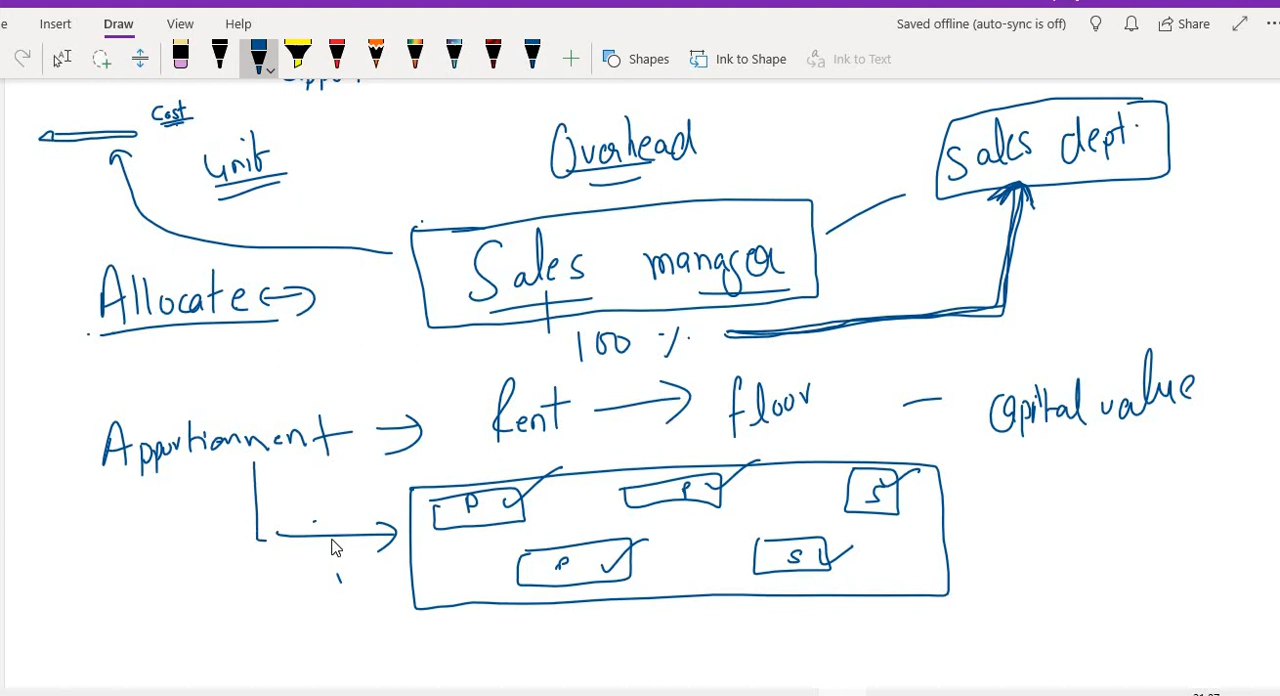 Insert Draw View Help Saved offline (auto-sync is off) Share
Shapes Ink to Shape Ink to Text
Cost
Unit Overhead Sales dept.
Sales manager
Allocate
100 %
Apportionment Rent floor capital value
P P S
P S